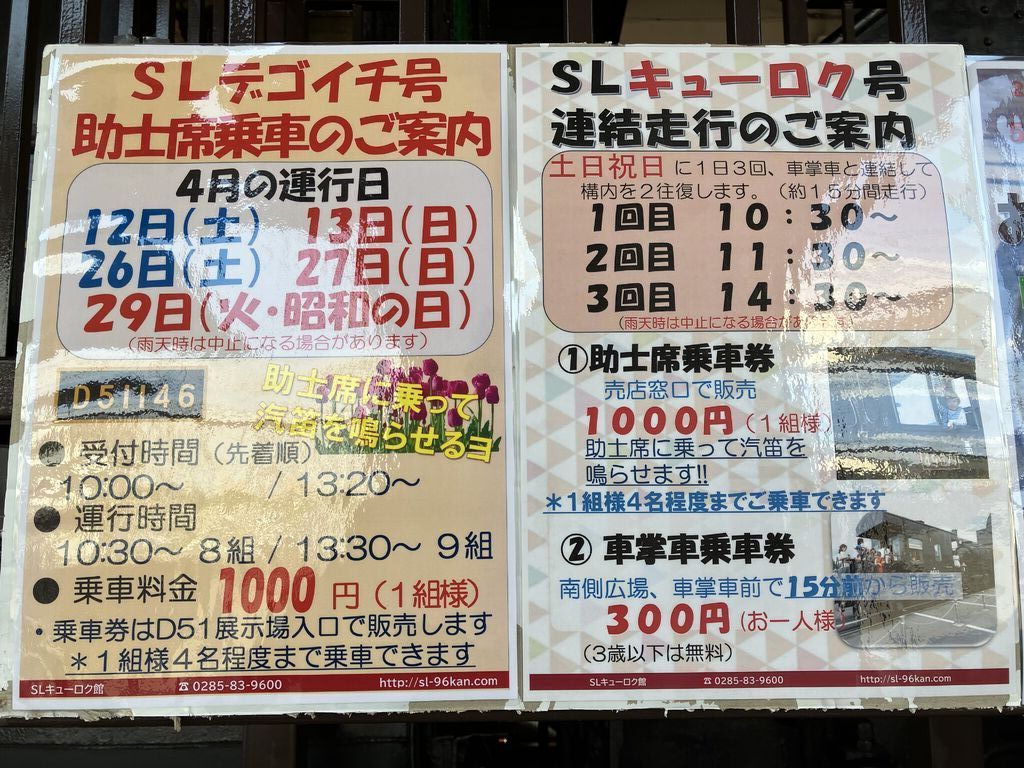 SLデゴイチ号
助士席乗車のご案内
4月の運行日
12日(土) 13日(日)
26日(土) 27日(日)
29日(火・昭和の日)
(雨天時は中止になる場合があります)
D51146
助士席に乗って
汽笛を鳴らせるヨ
● 受付時間 (先着順)
10:00～ / 13:20～
● 運行時間
10:30～ 8組 / 13:30～ 9組
● 乗車料金 1000円(1組様)
・乗車券はD51展示場入口で販売します
＊1組様4名程度まで乗車できます
SLキューロク館 ☎0285-83-9600 http://sl-96kan.com
SLキューロク号
連結走行のご案内
土日祝日に1日3回、車掌車と連結して
構内を2往復します。(約15分間走行)
1回目 10:30～
2回目 11:30～
3回目 14:30～
(雨天時は中止になる場合があります)
①助士席乗車券
売店窓口で販売
1000円(1組様)
助士席に乗って汽笛を
鳴らせます!!
＊1組様4名程度までご乗車できます
② 車掌車乗車券
南側広場、車掌車前で15分前から販売
300円(お一人様)
(3歳以下は無料)
SLキューロク館 ☎0285-83-9600 http://sl-96kan.com